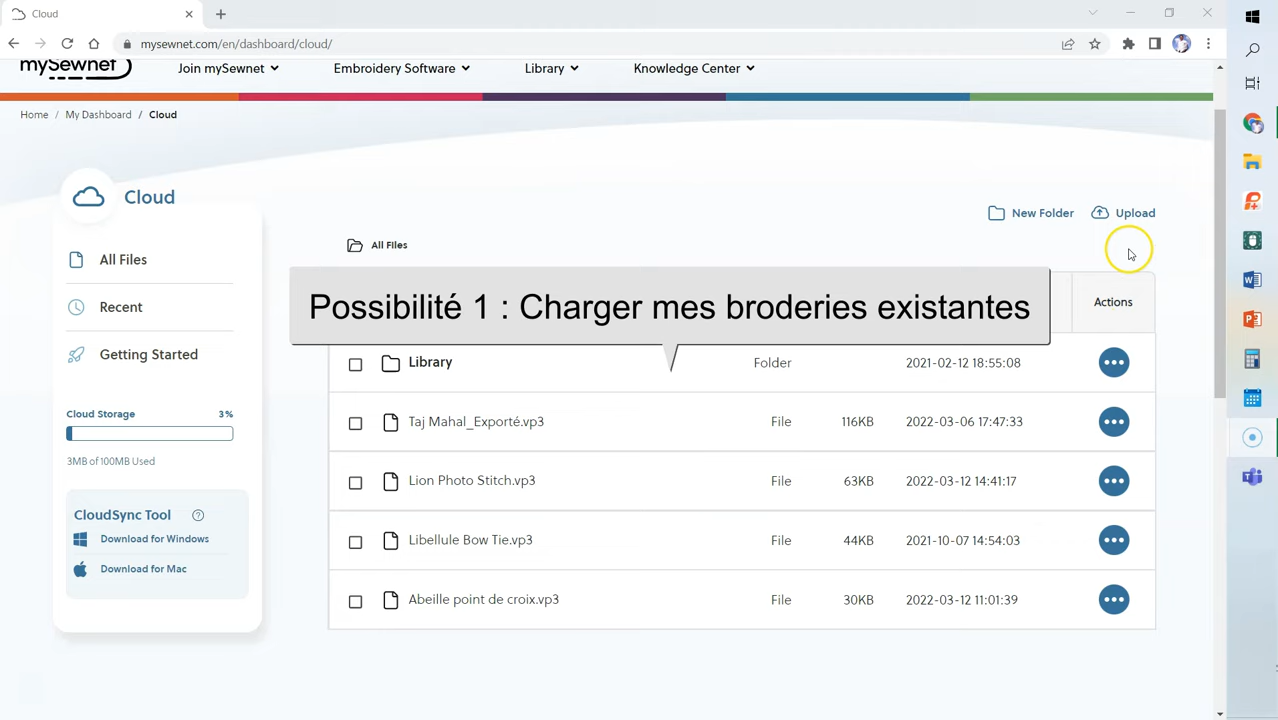 Cloud
mysewnet.com/en/dashboard/cloud/
mySewnet
Join mySewnet
Embroidery Software
Library
Knowledge Center
Home / My Dashboard / Cloud
Cloud
New Folder
Upload
All Files
All Files
Possibilité 1 : Charger mes broderies existantes
Actions
Recent
Getting Started
Library Folder 2021-02-12 18:55:08
Cloud Storage 3%
Taj Mahal_Exporté.vp3 File 116KB 2022-03-06 17:47:33
3MB of 100MB Used
Lion Photo Stitch.vp3 File 63KB 2022-03-12 14:41:17
CloudSync Tool ?
Download for Windows
Libellule Bow Tie.vp3 File 44KB 2021-10-07 14:54:03
Download for Mac
Abeille point de croix.vp3 File 30KB 2022-03-12 11:01:39